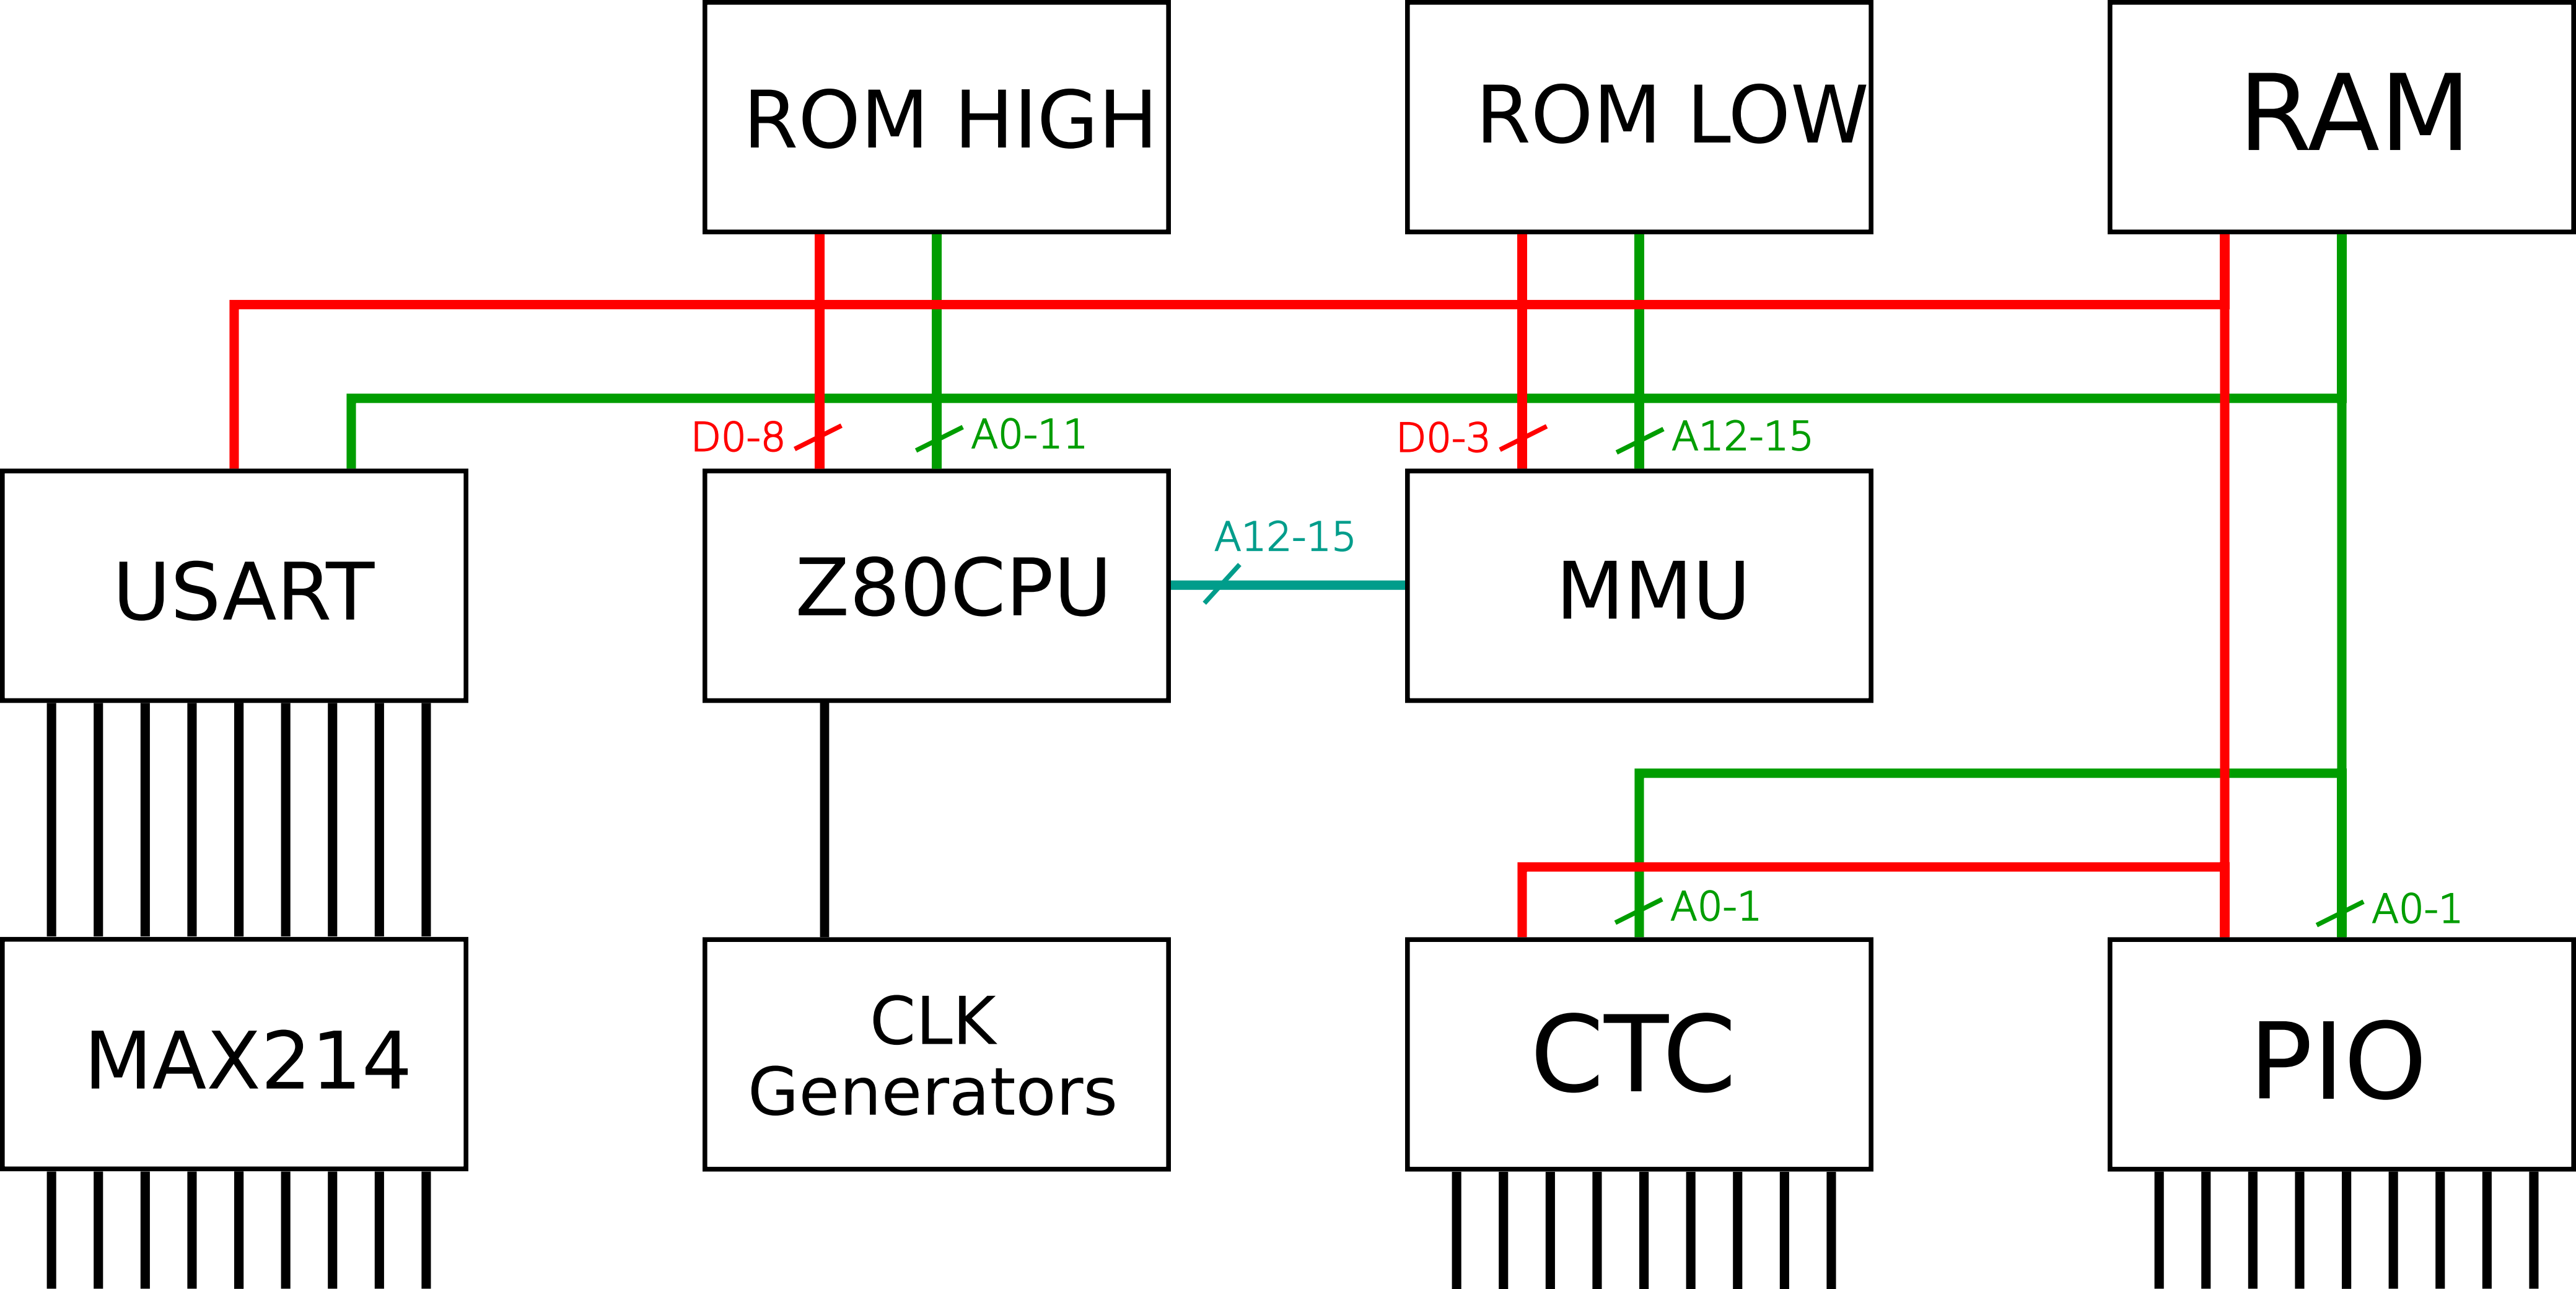 ROM HIGH
ROM LOW
RAM
D0-8
A0-11
D0-3
A12-15
USART
Z80CPU
A12-15
MMU
A0-1
A0-1
MAX214
CLK
Generators
CTC
PIO